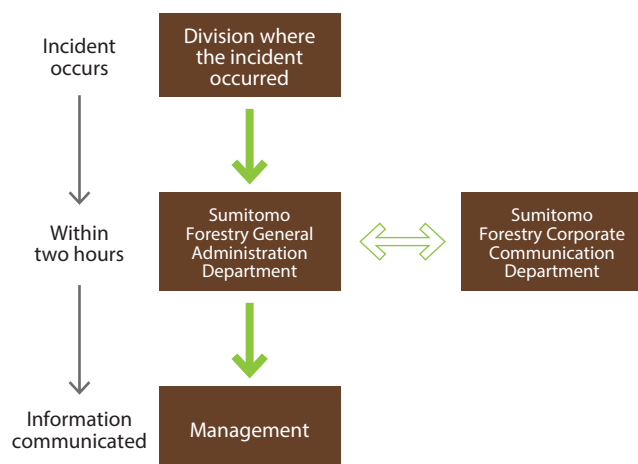 Incident
occurs
Division where
the incident
occurred
Within
two hours
Sumitomo
Forestry General
Administration
Department
Sumitomo
Forestry Corporate
Communication
Department
Information
communicated
Management